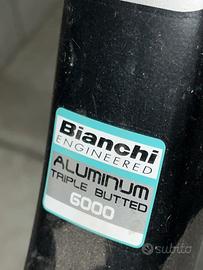 Bianchi
ENGINEERED
ALUMINUM
TRIPLE BUTTED
6000
subito